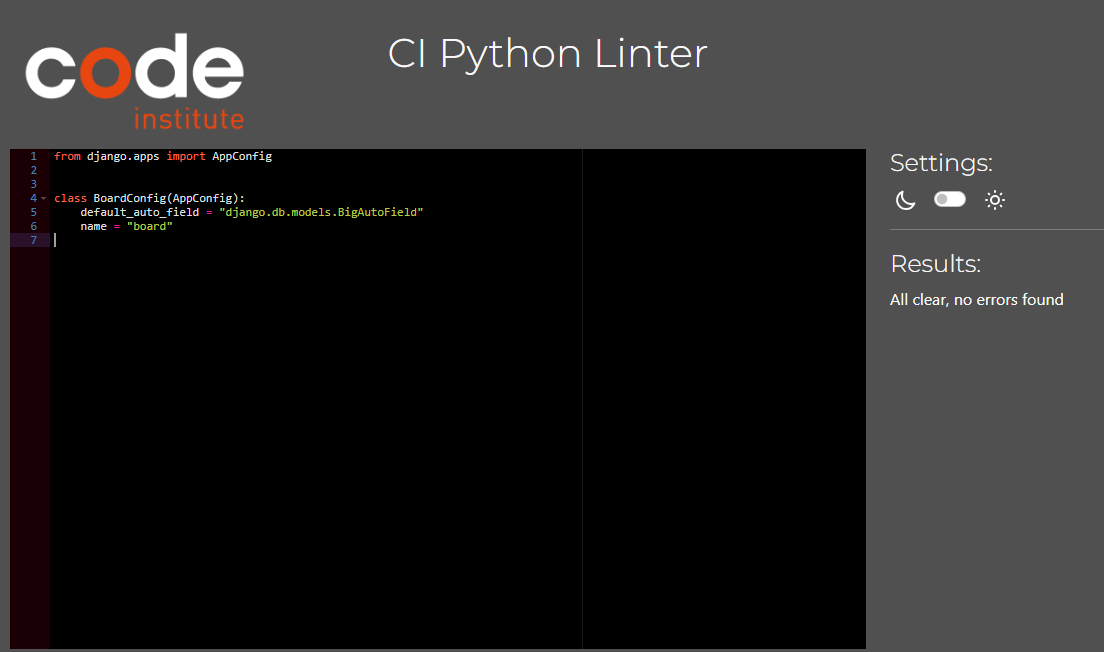 code
institute
CI Python Linter
1 from django.apps import AppConfig
2
3
4 class BoardConfig(AppConfig):
5     default_auto_field = "django.db.models.BigAutoField"
6     name = "board"
7
Settings:
Results:
All clear, no errors found